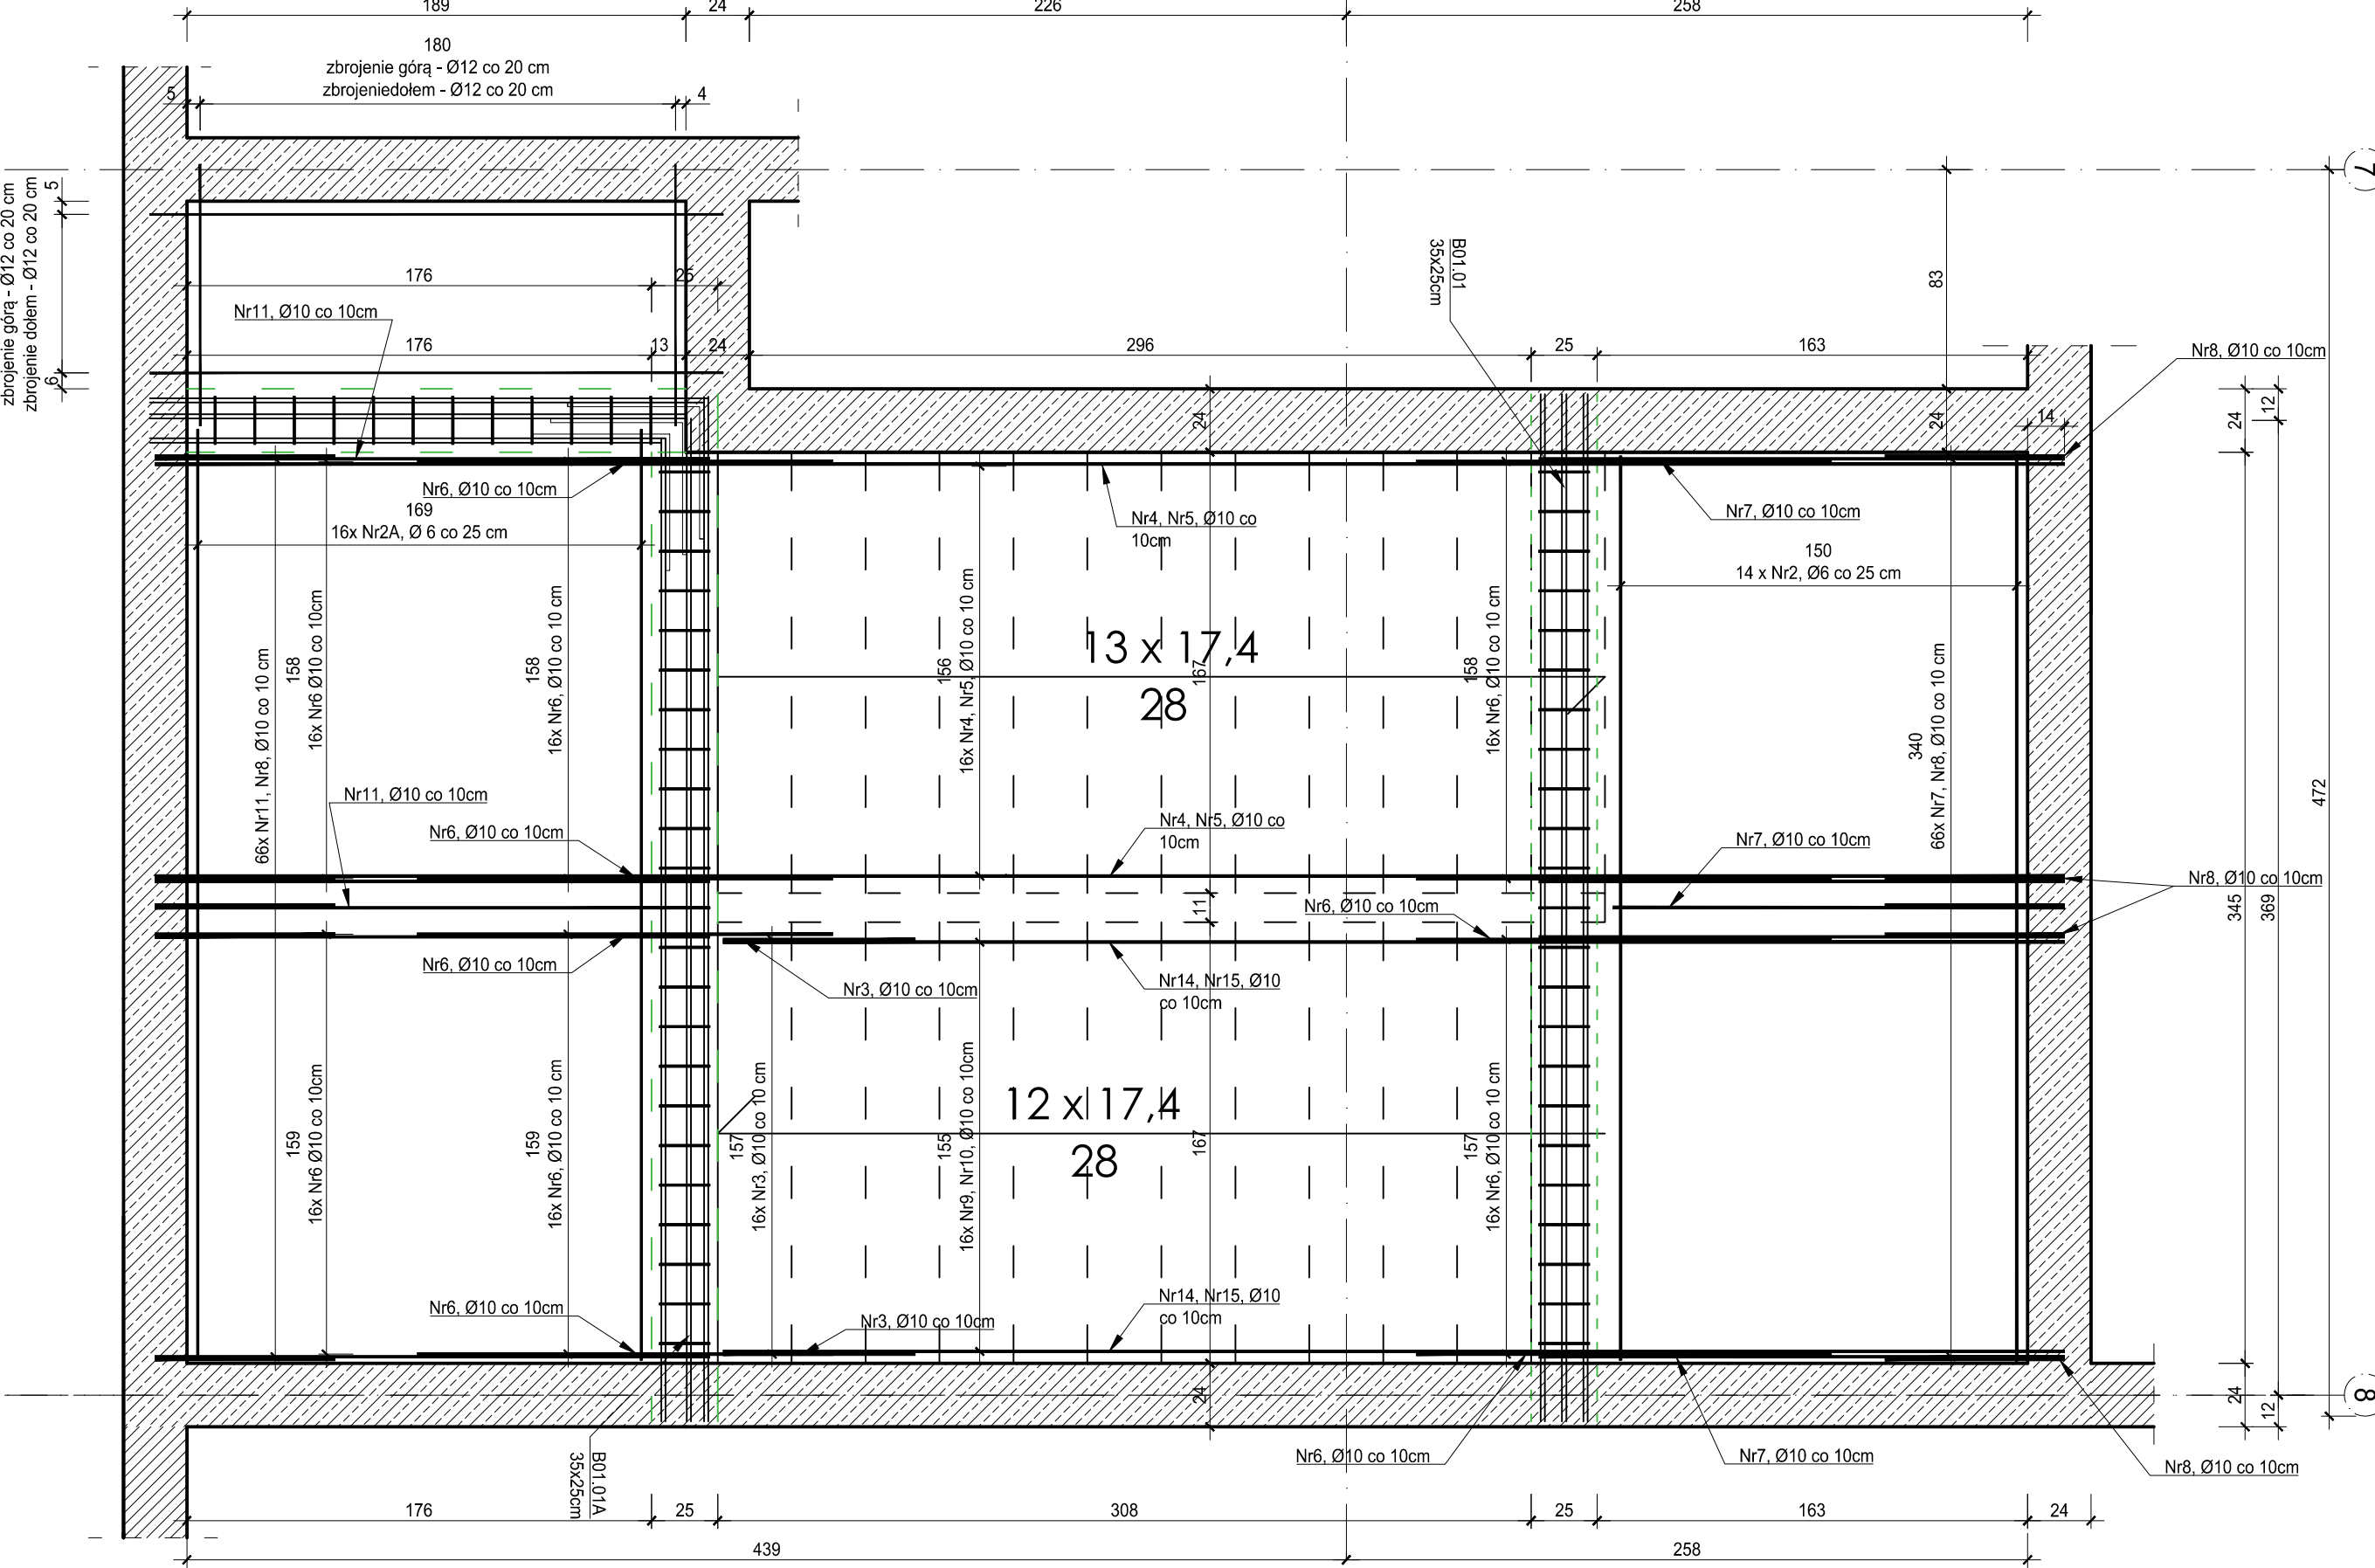 189
24
226
258
180
zbrojenie górą - Ø12 co 20 cm
zbrojeniedołem - Ø12 co 20 cm
5
4
7
zbrojenie górą - Ø12 co 20 cm
zbrojenie dołem - Ø12 co 20 cm
5
6
176
25
Nr11, Ø10 co 10cm
B01.01
35x25cm
83
176
13
24
296
25
163
Nr8, Ø10 co 10cm
24
24
14
24
12
Nr6, Ø10 co 10cm
169
16x Nr2A, Ø 6 co 25 cm
Nr4, Nr5, Ø10 co
10cm
Nr7, Ø10 co 10cm
150
14 x Nr2, Ø6 co 25 cm
66x Nr11, Nr8, Ø10 co 10 cm
158
16x Nr6 Ø10 co 10cm
158
16x Nr6, Ø10 co 10 cm
156
16x Nr4, Nr5, Ø10 co 10 cm
13 x 17,4
28
167
158
16x Nr6, Ø10 co 10 cm
340
66x Nr7, Nr8, Ø10 co 10 cm
472
Nr11, Ø10 co 10cm
Nr6, Ø10 co 10cm
Nr4, Nr5, Ø10 co
10cm
Nr7, Ø10 co 10cm
Nr8, Ø10 co 10cm
11
Nr6, Ø10 co 10cm
345
369
Nr6, Ø10 co 10cm
Nr3, Ø10 co 10cm
Nr14, Nr15, Ø10
co 10cm
159
16x Nr6 Ø10 co 10cm
159
16x Nr6, Ø10 co 10 cm
157
16x Nr3, Ø10 co 10 cm
155
16x Nr9, Nr10, Ø10 co 10cm
12 x 17,4
28
167
157
16x Nr6, Ø10 co 10 cm
Nr6, Ø10 co 10cm
Nr3, Ø10 co 10cm
Nr14, Nr15, Ø10
co 10cm
24
24
12
8
B01.01A
35x25cm
Nr6, Ø10 co 10cm
Nr7, Ø10 co 10cm
Nr8, Ø10 co 10cm
176
25
308
25
163
24
439
258